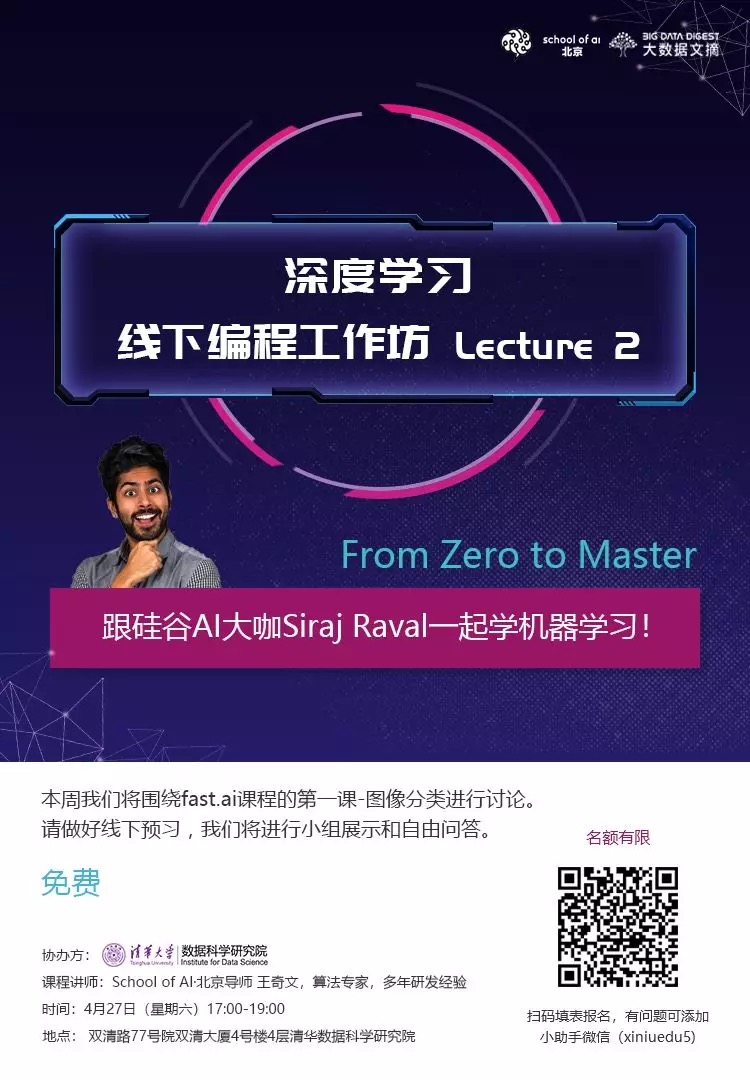 school of ai
北京
BIG DATA DIGEST
大数据文摘
深度学习
线下编程工作坊 Lecture 2
From Zero to Master
跟硅谷AI大咖Siraj Raval一起学机器学习！
本周我们将围绕fast.ai课程的第一课-图像分类进行讨论。
请做好线下预习，我们将进行小组展示和自由问答。
名额有限
免费
协办方： 清华大学 Tsinghua University 数据科学研究院 Institute for Data Science
课程讲师：School of AI·北京导师 王奇文，算法专家，多年研发经验
时间：4月27日（星期六）17:00-19:00
地点： 双清路77号院双清大厦4号楼4层清华数据科学研究院
扫码填表报名，有问题可添加
小助手微信（xiniuedu5)